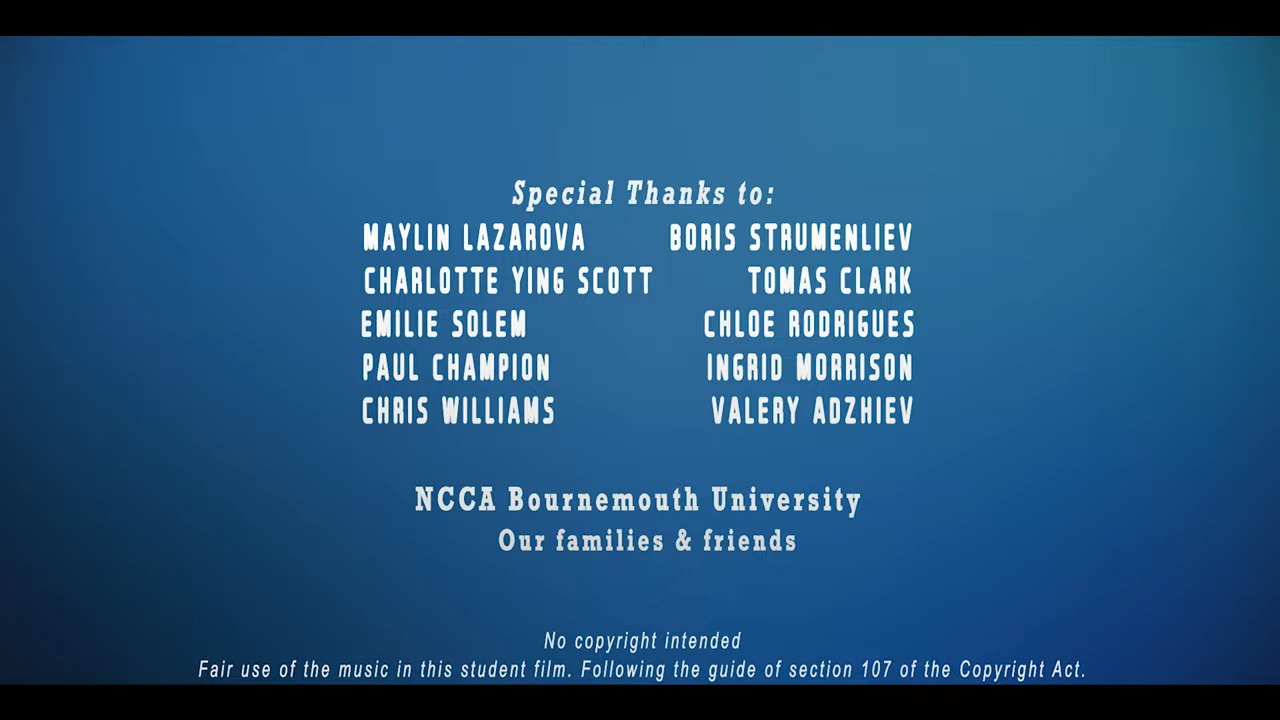 Special Thanks to:
MAYLIN LAZAROVA BORIS STRUMENLIEV
CHARLOTTE YING SCOTT TOMAS CLARK
EMILIE SOLEM CHLOE RODRIGUES
PAUL CHAMPION INGRID MORRISON
CHRIS WILLIAMS VALERY ADZHIEV
NCCA Bournemouth University
Our families & friends
No copyright intended
Fair use of the music in this student film. Following the guide of section 107 of the Copyright Act.